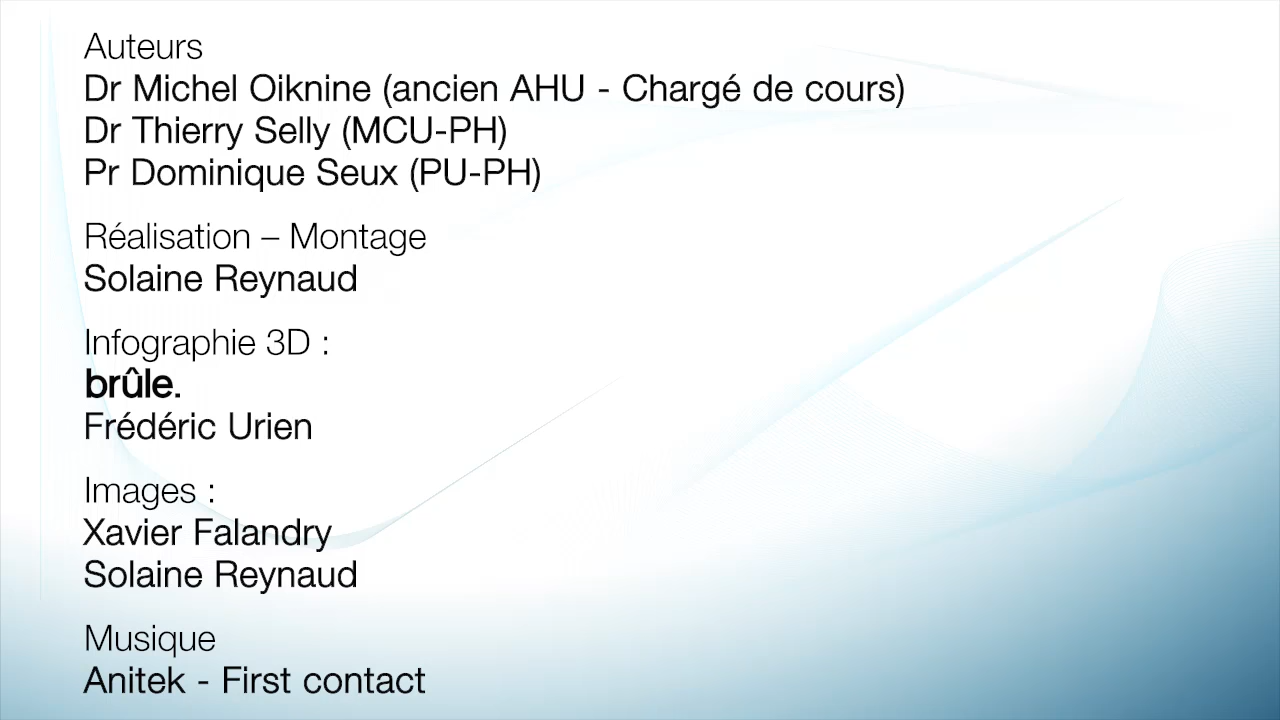 Auteurs
Dr Michel Oiknine (ancien AHU - Chargé de cours)
Dr Thierry Selly (MCU-PH)
Pr Dominique Seux (PU-PH)
Réalisation – Montage
Solaine Reynaud
Infographie 3D :
brûle.
Frédéric Urien
Images :
Xavier Falandry
Solaine Reynaud
Musique
Anitek - First contact